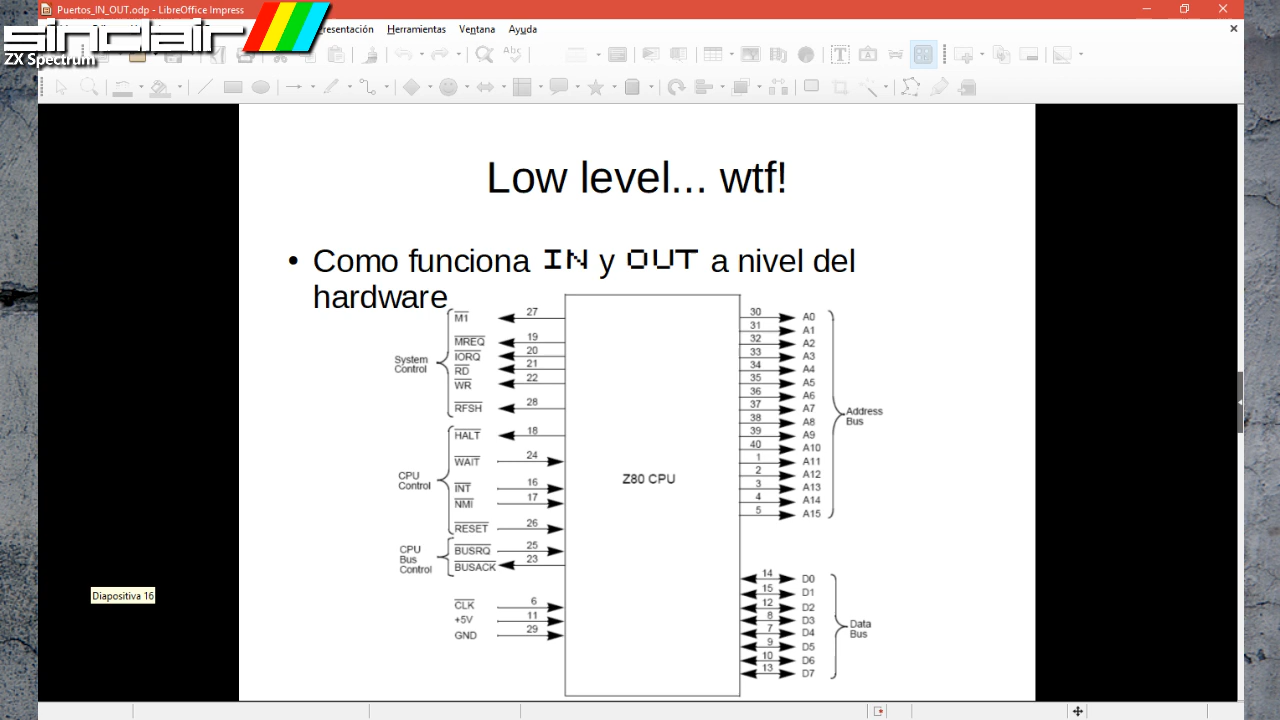 Puertos_IN_OUT.odp - LibreOffice Impress
sinclair
ZX Spectrum
resentación Herramientas Ventana Ayuda
Low level... wtf!
• Como funciona IN y OUT a nivel del
hardware
System
Control
M1 27
MREQ 19
IORQ 20
RD 21
WR 22
RFSH 28
CPU
Control
HALT 18
WAIT 24
INT 16
NMI 17
RESET 26
CPU
Bus
Control
BUSRQ 25
BUSACK 23
CLK 6
+5V 11
GND 29
Z80 CPU
30 A0
31 A1
32 A2
33 A3
34 A4
35 A5
36 A6
37 A7
38 A8
39 A9
40 A10
1 A11
2 A12
3 A13
4 A14
5 A15
Address
Bus
14 D0
15 D1
12 D2
8 D3
7 D4
9 D5
10 D6
13 D7
Data
Bus
Diapositiva 16